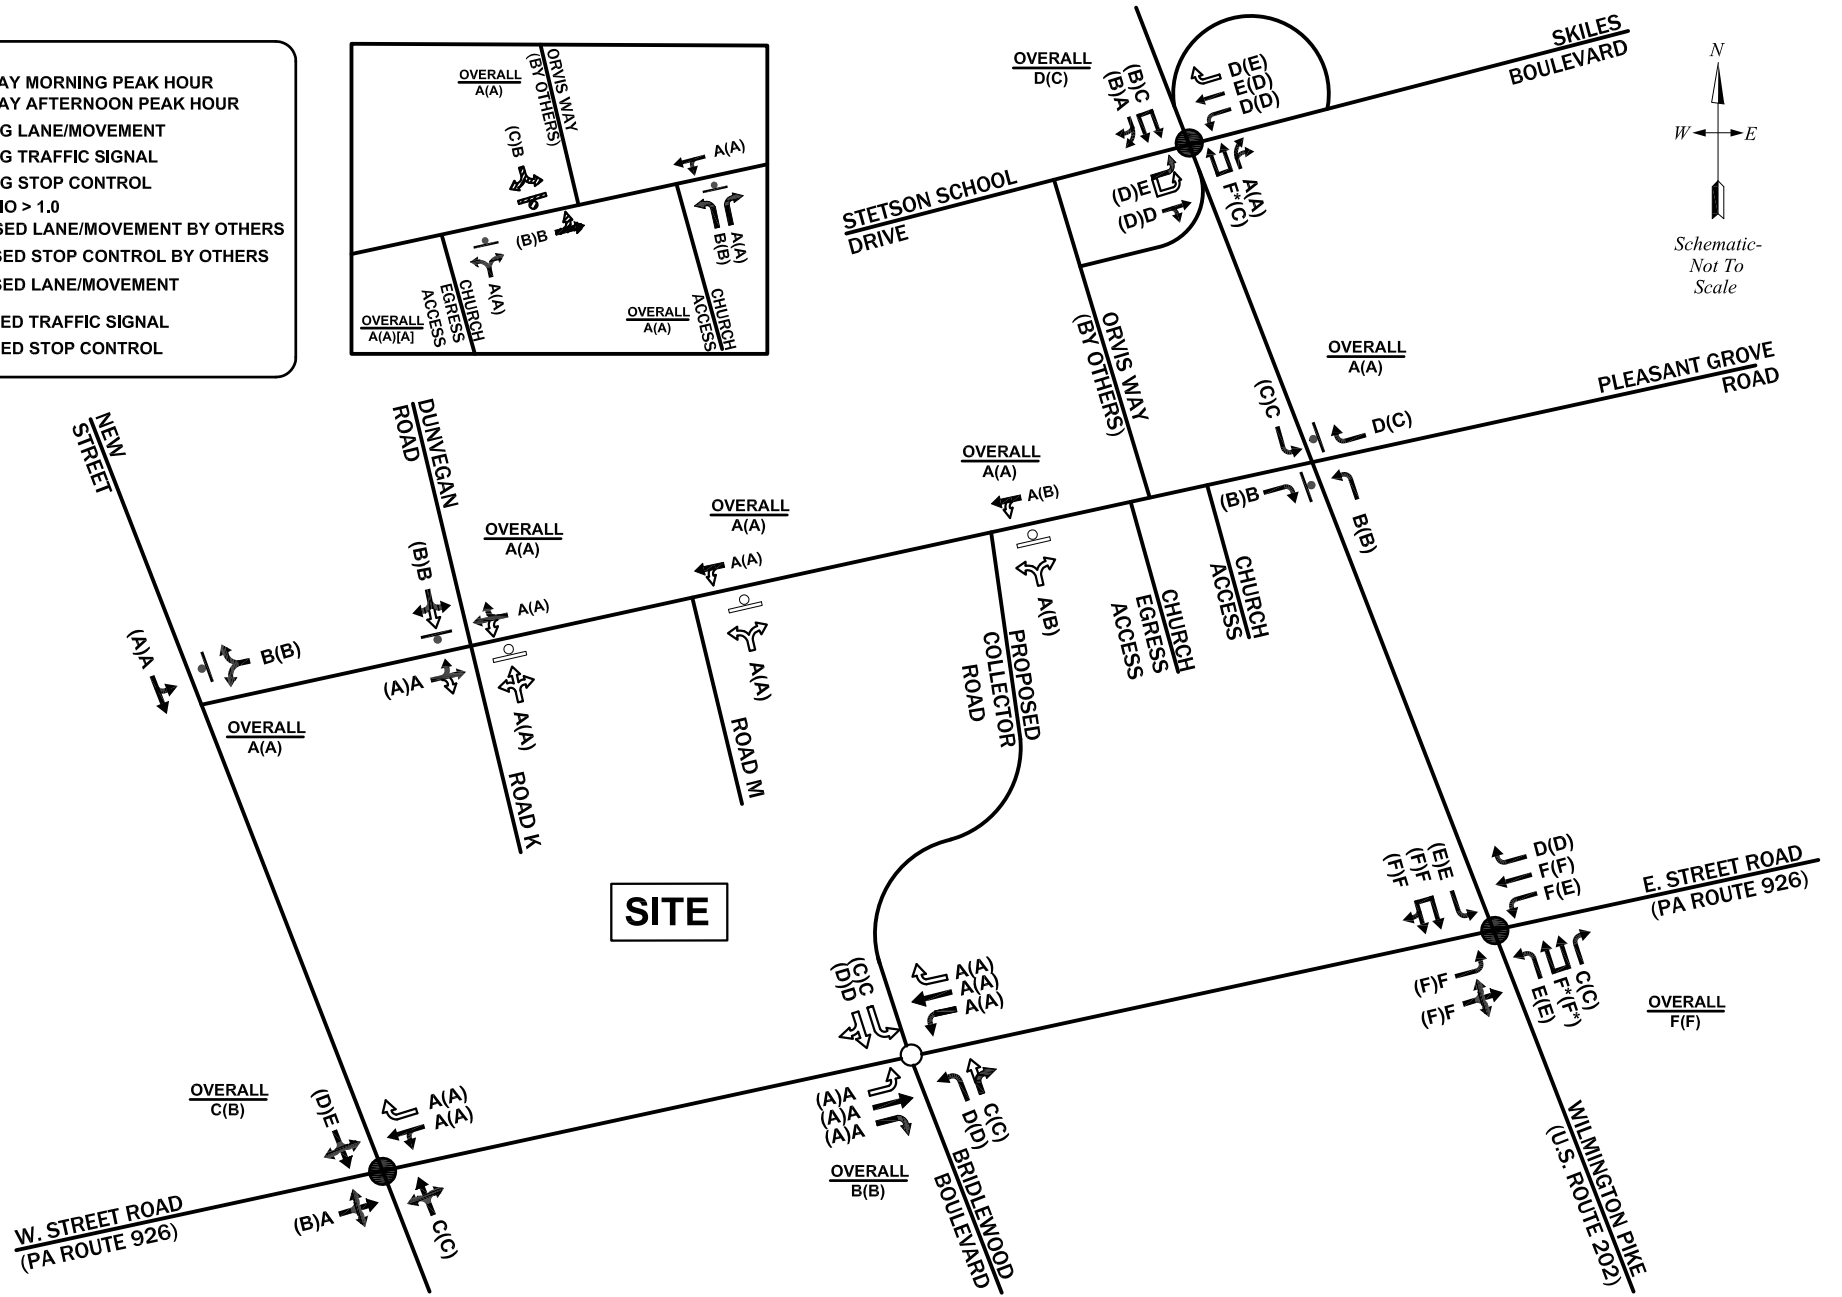 AY MORNING PEAK HOUR
AY AFTERNOON PEAK HOUR
G LANE/MOVEMENT
G TRAFFIC SIGNAL
G STOP CONTROL
IO > 1.0
SED LANE/MOVEMENT BY OTHERS
SED STOP CONTROL BY OTHERS
SED LANE/MOVEMENT
ED TRAFFIC SIGNAL
ED STOP CONTROL
OVERALL
A(A)
ORVIS WAY
(BY OTHERS)
(C)B
A(A)
(B)B
A(A)
B(B)
A(A)
CHURCH
EGRESS
ACCESS
OVERALL
A(A)[A]
OVERALL
A(A)
CHURCH
ACCESS
OVERALL
D(C)
(B)C
(B)A
D(E)
E(D)
D(D)
SKILES
BOULEVARD
N
W
E
Schematic-
Not To
Scale
STETSON SCHOOL
DRIVE
(D)E
(D)D
A(A)
F*(C)
ORVIS WAY
(BY OTHERS)
OVERALL
A(A)
PLEASANT GROVE
ROAD
(C)C
D(C)
(B)B
B(B)
NEW
STREET
DUNVEGAN
ROAD
OVERALL
A(A)
OVERALL
A(A)
OVERALL
A(A)
A(B)
A(A)
A(B)
(B)B
A(A)
(A)A
A(A)
A(A)
(A)A
B(B)
OVERALL
A(A)
ROAD K
ROAD M
PROPOSED
COLLECTOR
ROAD
CHURCH
EGRESS
ACCESS
CHURCH
ACCESS
SITE
(E)E
(F)F
(F)F
D(D)
F(F)
F(E)
E. STREET ROAD
(PA ROUTE 926)
(F)F
(F)F
C(C)
F*(F*)
E(E)
OVERALL
F(F)
(C)C
(D)D
A(A)
A(A)
A(A)
(A)A
(A)A
(A)A
C(C)
D(D)
OVERALL
B(B)
BRIDLEWOOD
BOULEVARD
WILMINGTON PIKE
(U.S. ROUTE 202)
OVERALL
C(B)
(D)E
A(A)
A(A)
(B)A
C(C)
W. STREET ROAD
(PA ROUTE 926)